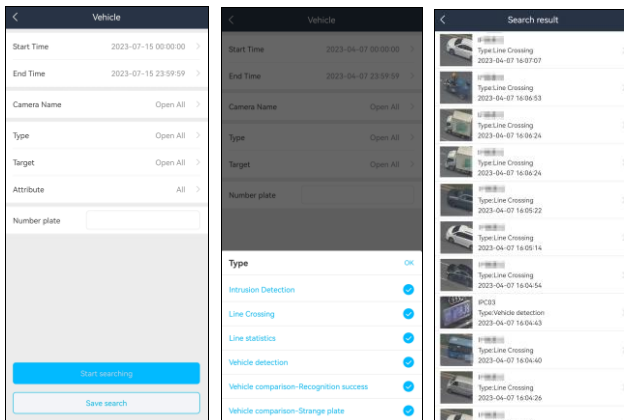 Vehicle
Start Time 2023-07-15 00:00:00
End Time 2023-07-15 23:59:59
Camera Name Open All
Type Open All
Target Open All
Attribute All
Number plate
Start searching
Save search
Vehicle
Start Time 2023-04-07 00:00:00
End Time 2023-04-07 23:59:59
Camera Name Open All
Type Open All
Target Open All
Number plate
Type OK
Intrusion Detection
Line Crossing
Line statistics
Vehicle detection
Vehicle comparison-Recognition success
Vehicle comparison-Strange plate
Search result
Type:Line Crossing
2023-04-07 16:07:07
Type:Line Crossing
2023-04-07 16:06:53
Type:Line Crossing
2023-04-07 16:06:24
Type:Line Crossing
2023-04-07 16:06:24
Type:Line Crossing
2023-04-07 16:05:22
Type:Line Crossing
2023-04-07 16:05:14
Type:Line Crossing
2023-04-07 16:04:54
IPC03
Type:Vehicle detection
2023-04-07 16:04:43
Type:Line Crossing
2023-04-07 16:04:40
Type:Line Crossing
2023-04-07 16:04:26